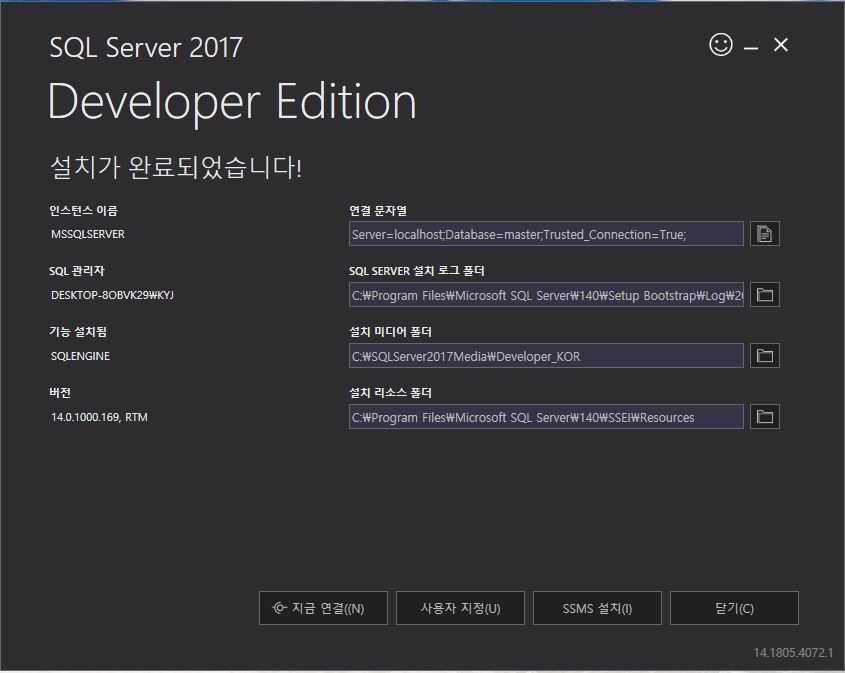 SQL Server 2017
Developer Edition
설치가 완료되었습니다!
인스턴스 이름
MSSQLSERVER
연결 문자열
Server=localhost;Database=master;Trusted_Connection=True;
SQL 관리자
DESKTOP-8OBVK29₩KYJ
SQL SERVER 설치 로그 폴더
C:₩Program Files₩Microsoft SQL Server₩140₩Setup Bootstrap₩Log₩20
기능 설치됨
SQLENGINE
설치 미디어 폴더
C:₩SQLServer2017Media₩Developer_KOR
버전
14.0.1000.169, RTM
설치 리소스 폴더
C:₩Program Files₩Microsoft SQL Server₩140₩SSEI₩Resources
지금 연결((N) 사용자 지정(U) SSMS 설치(I) 닫기(C)
14.1805.4072.1